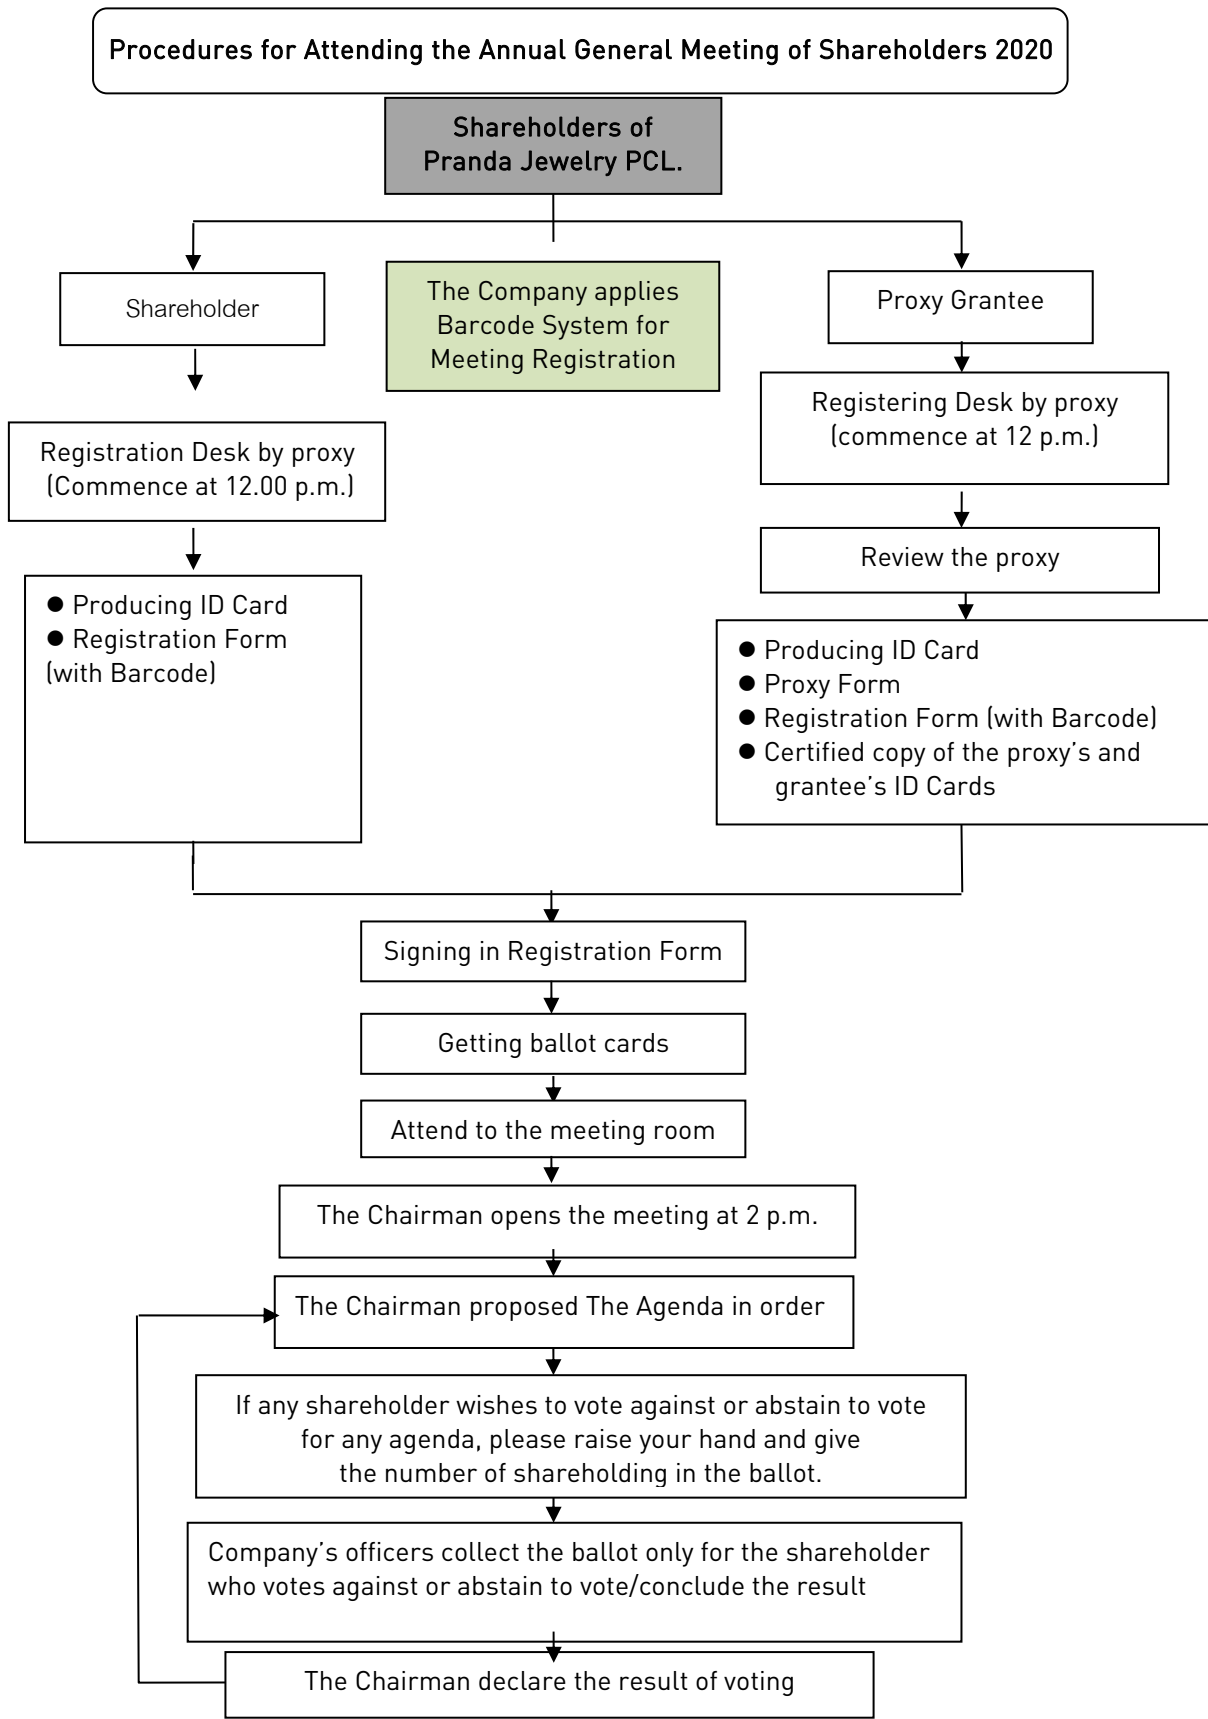 Procedures for Attending the Annual General Meeting of Shareholders 2020
Shareholders of
Pranda Jewelry PCL.
Shareholder
The Company applies
Barcode System for
Meeting Registration
Proxy Grantee
Registration Desk by proxy
(Commence at 12.00 p.m.)
Registering Desk by proxy
(commence at 12 p.m.)
Review the proxy
● Producing ID Card
● Registration Form
(with Barcode)
● Producing ID Card
● Proxy Form
● Registration Form (with Barcode)
● Certified copy of the proxy's and
grantee's ID Cards
Signing in Registration Form
Getting ballot cards
Attend to the meeting room
The Chairman opens the meeting at 2 p.m.
The Chairman proposed The Agenda in order
If any shareholder wishes to vote against or abstain to vote
for any agenda, please raise your hand and give
the number of shareholding in the ballot.
Company's officers collect the ballot only for the shareholder
who votes against or abstain to vote/conclude the result
The Chairman declare the result of voting